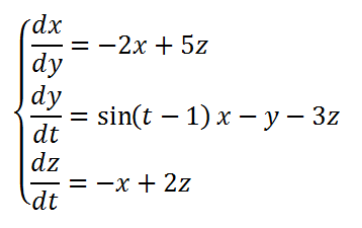 dx/dy = −2x + 5z
dy/dt = sin(t − 1) x − y − 3z
dz/dt = −x + 2z